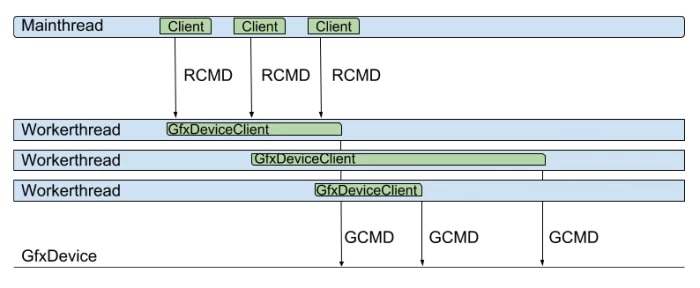 Mainthread Client Client Client
RCMD RCMD RCMD
Workerthread GfxDeviceClient
Workerthread GfxDeviceClient
Workerthread GfxDeviceClient
GCMD GCMD GCMD
GfxDevice